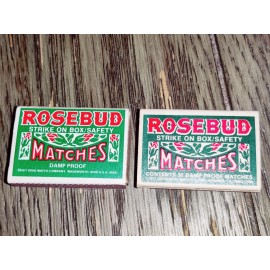 ROSEBUD
STRIKE ON BOX/SAFETY
MATCHES
DAMP PROOF
ROSEBUD
STRIKE ON BOX/SAFETY
MATCHES
CONTENTS 32 DAMP PROOF MATCHES